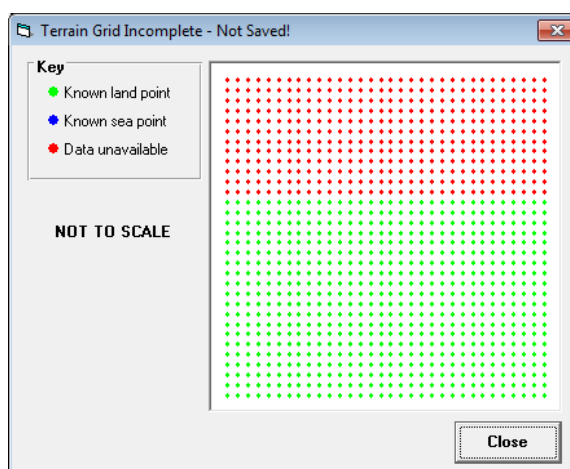 Terrain Grid Incomplete - Not Saved!
Key
Known land point
Known sea point
Data unavailable
NOT TO SCALE
Close